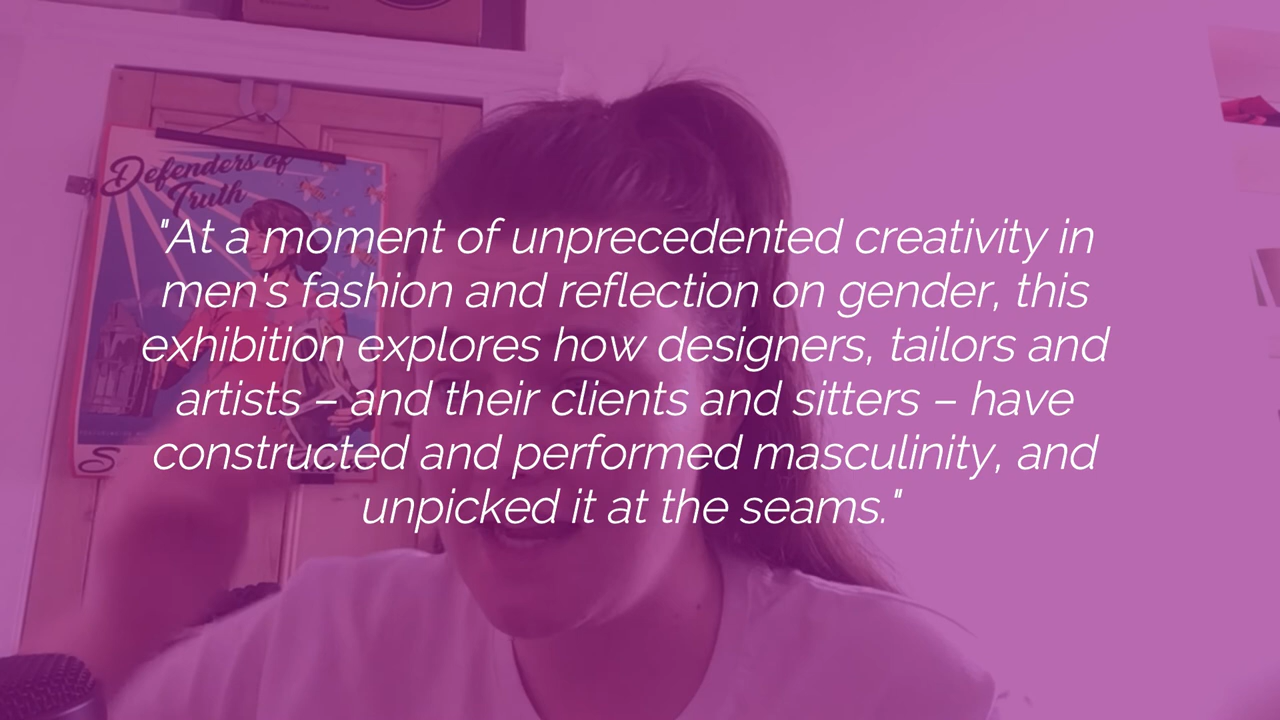 Defenders of
Truth
"At a moment of unprecedented creativity in
men's fashion and reflection on gender, this
exhibition explores how designers, tailors and
artists – and their clients and sitters – have
constructed and performed masculinity, and
unpicked it at the seams."